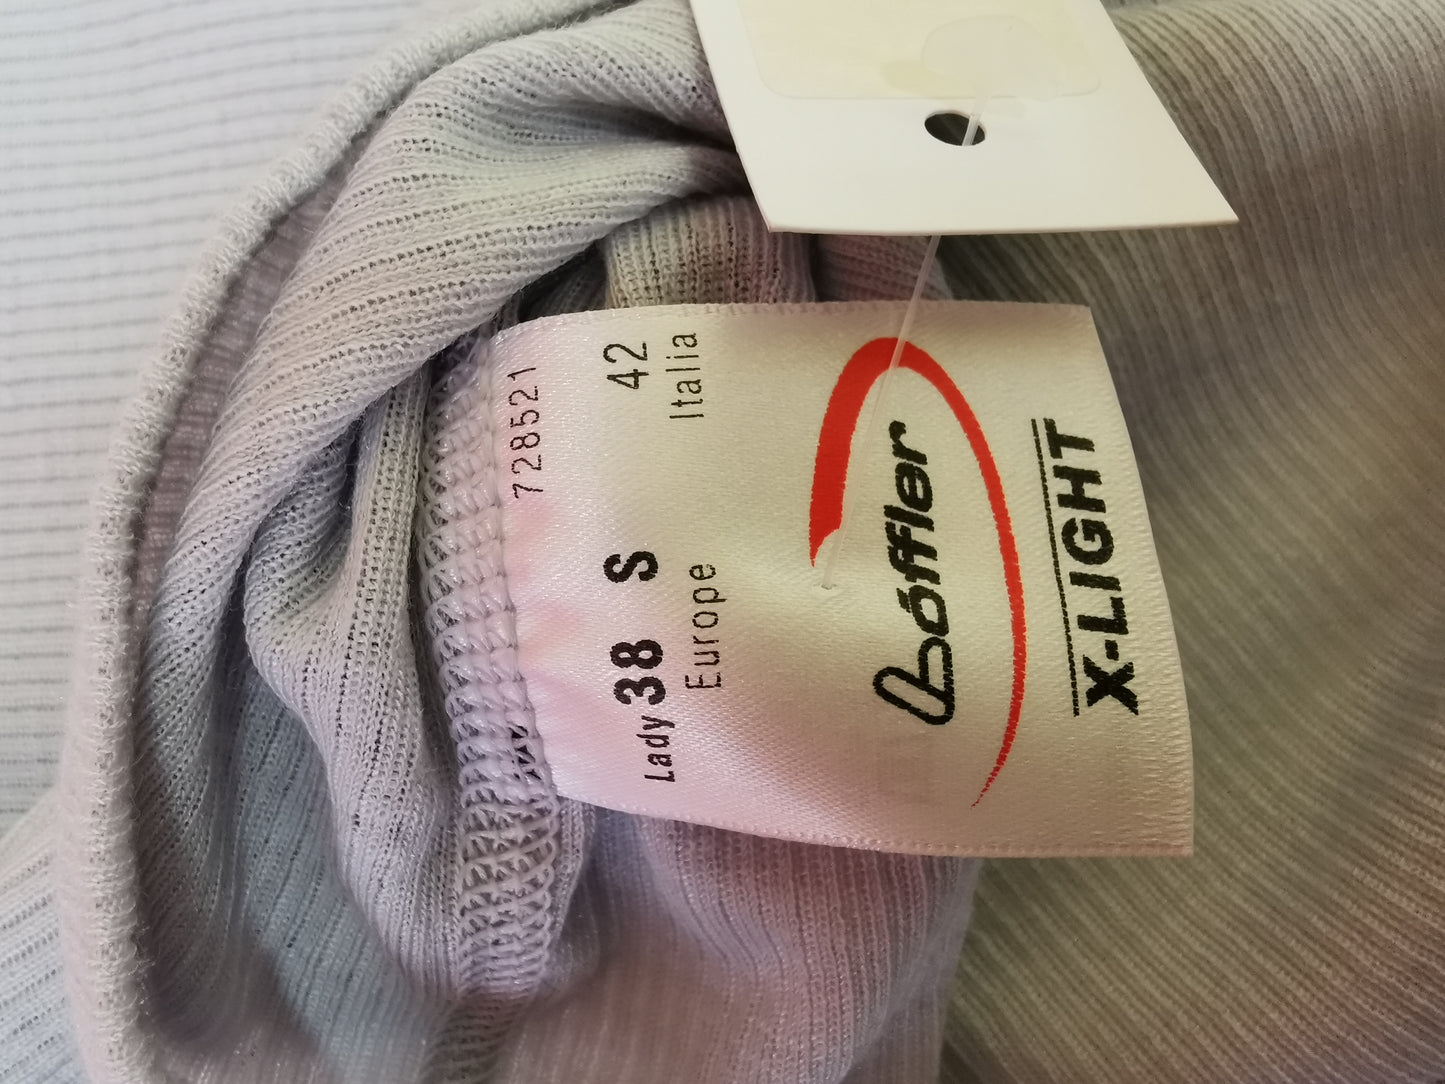 728521
Lady 38 S 42
Europe Italia
löffler
X-LIGHT